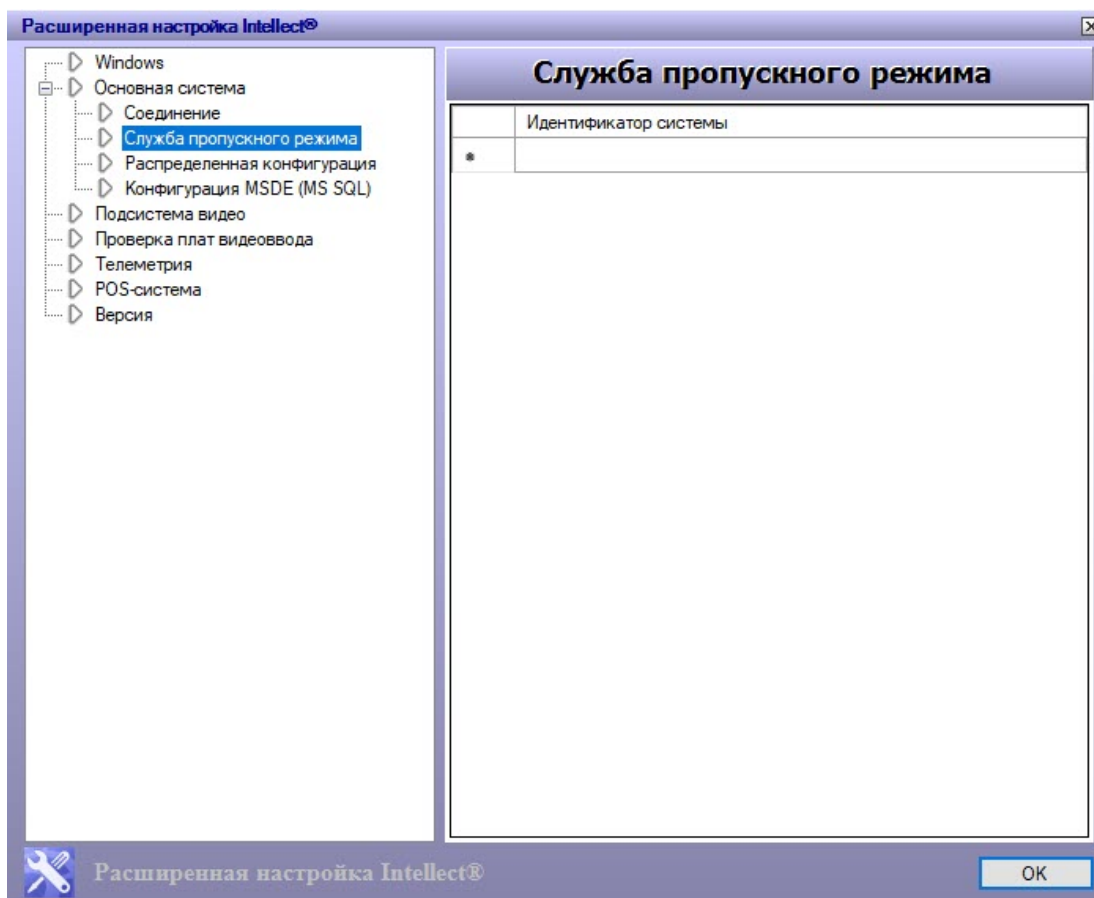 Расширенная настройка Intellect®
Windows
Основная система
Соединение
Служба пропускного режима
Распределенная конфигурация
Конфигурация MSDE (MS SQL)
Подсистема видео
Проверка плат видеоввода
Телеметрия
POS-система
Версия
Служба пропускного режима
Идентификатор системы
Расширенная настройка Intellect®
OK